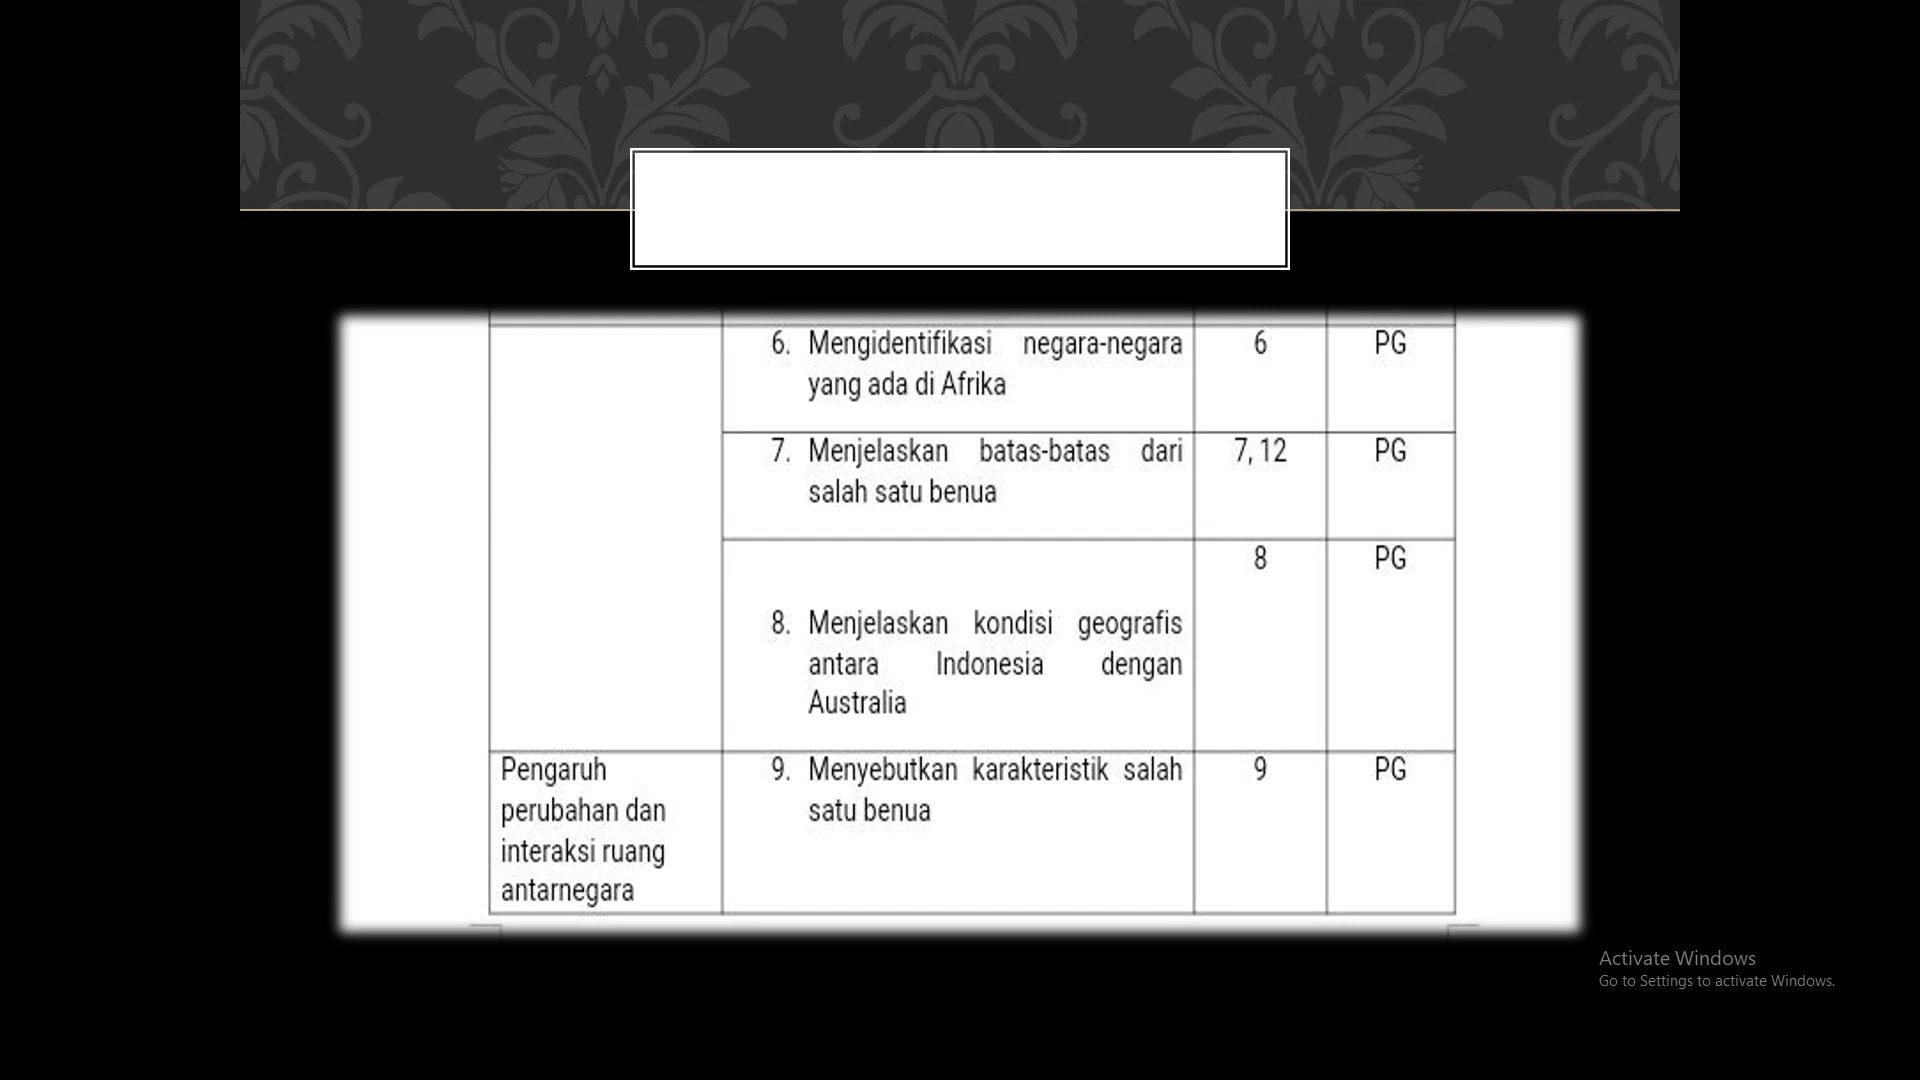 6. Mengidentifikasi negara-negara 6 PG
yang ada di Afrika
7. Menjelaskan batas-batas dari 7, 12 PG
salah satu benua
8 PG
8. Menjelaskan kondisi geografis
antara Indonesia dengan
Australia
Pengaruh 9. Menyebutkan karakteristik salah 9 PG
perubahan dan satu benua
interaksi ruang
antarnegara
Activate Windows
Go to Settings to activate Windows.